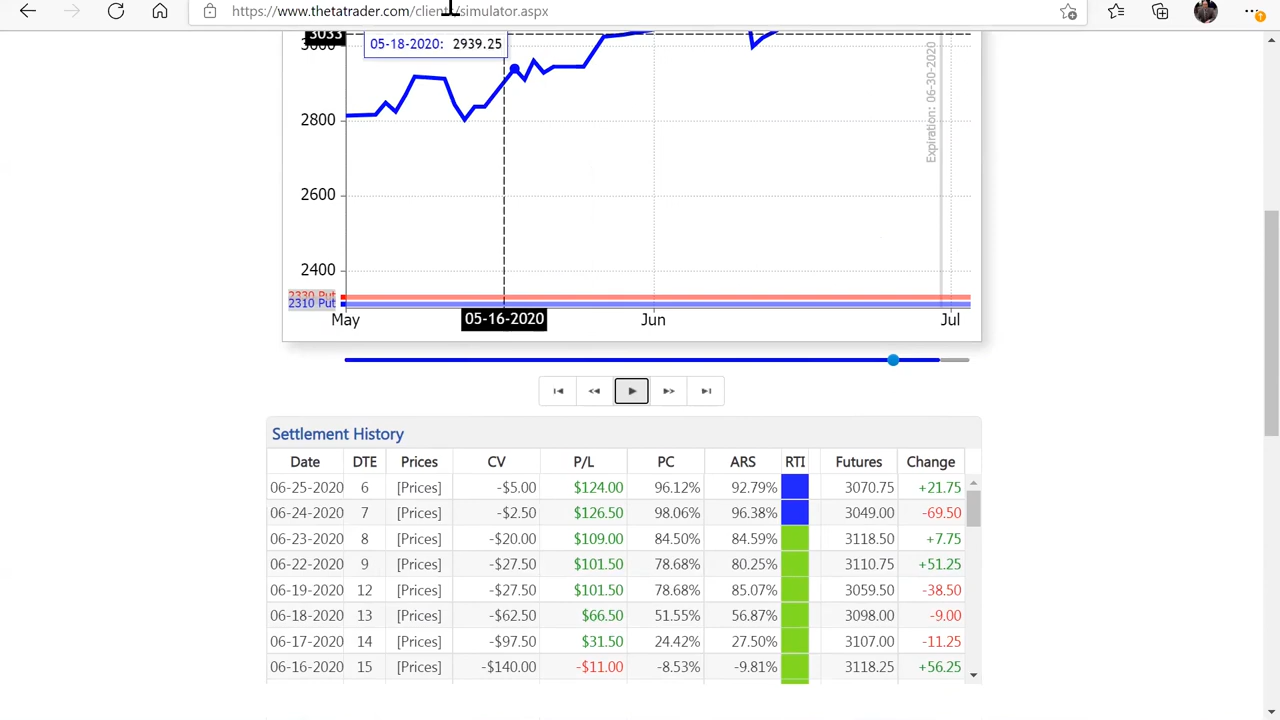 https://www.thetatrader.com/client/simulator.aspx
3033
3000
05-18-2020: 2939.25
2800
2600
2400
2330 Put
2310 Put
Expiration: 06-30-2020
May
05-16-2020
Jun
Jul
Settlement History
Date DTE Prices CV P/L PC ARS RTI Futures Change
06-25-2020 6 [Prices] -$5.00 $124.00 96.12% 92.79% 3070.75 +21.75
06-24-2020 7 [Prices] -$2.50 $126.50 98.06% 96.38% 3049.00 -69.50
06-23-2020 8 [Prices] -$20.00 $109.00 84.50% 84.59% 3118.50 +7.75
06-22-2020 9 [Prices] -$27.50 $101.50 78.68% 80.25% 3110.75 +51.25
06-19-2020 12 [Prices] -$27.50 $101.50 78.68% 85.07% 3059.50 -38.50
06-18-2020 13 [Prices] -$62.50 $66.50 51.55% 56.87% 3098.00 -9.00
06-17-2020 14 [Prices] -$97.50 $31.50 24.42% 27.50% 3107.00 -11.25
06-16-2020 15 [Prices] -$140.00 -$11.00 -8.53% -9.81% 3118.25 +56.25